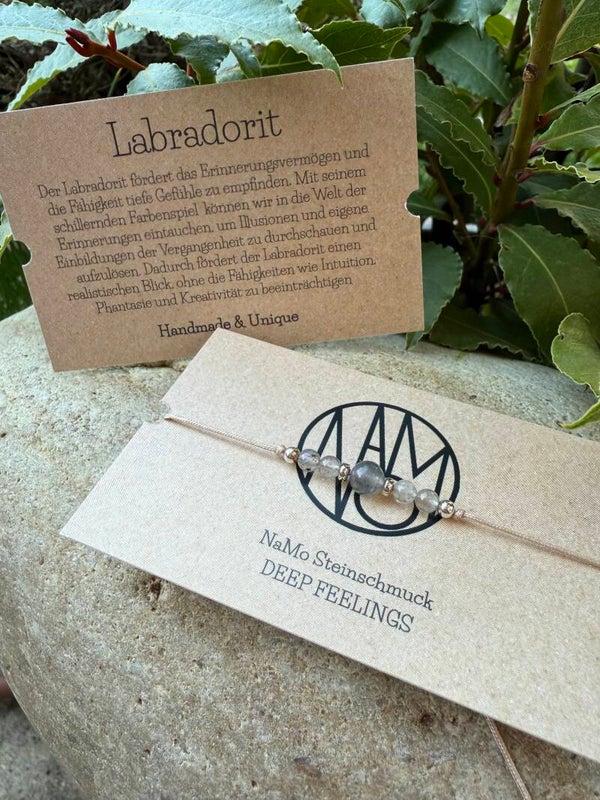 Labradorit
Der Labradorit fördert das Erinnerungsvermögen und
die Fähigkeit tiefe Gefühle zu empfinden. Mit seinem
schillernden Farbenspiel können wir in die Welt der
Erinnerungen eintauchen, um Illusionen und eigene
Einbildungen der Vergangenheit zu durchschauen und
aufzulösen. Dadurch fördert der Labradorit einen
realistischen Blick, ohne die Fähigkeiten wie Intuition,
Phantasie und Kreativität zu beeinträchtigen
Handmade & Unique
NAMO
NaMo Steinschmuck
DEEP FEELINGS